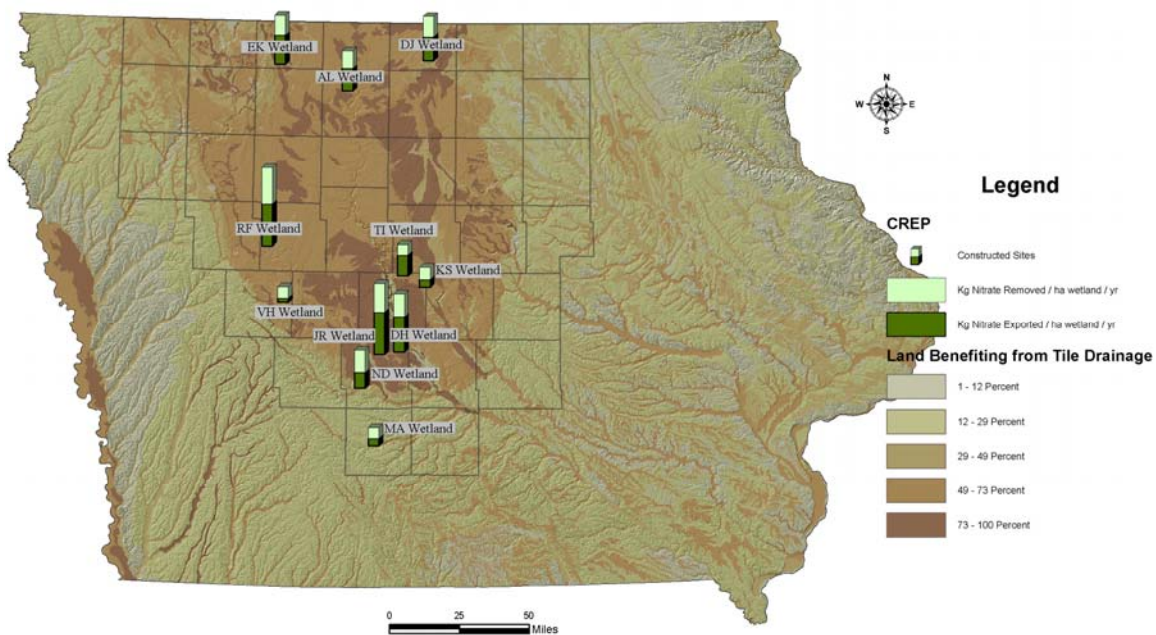 EK Wetland
DJ Wetland
AL Wetland
N
W E
S
Legend
CREP
RF Wetland
TI Wetland
Constructed Sites
KS Wetland
Kg Nitrate Removed / ha wetland / yr
VH Wetland
Kg Nitrate Exported / ha wetland / yr
JR Wetland
DH Wetland
Land Benefiting from Tile Drainage
ND Wetland
1 - 12 Percent
12 - 29 Percent
MA Wetland
29 - 49 Percent
49 - 73 Percent
73 - 100 Percent
0 25 50
Miles